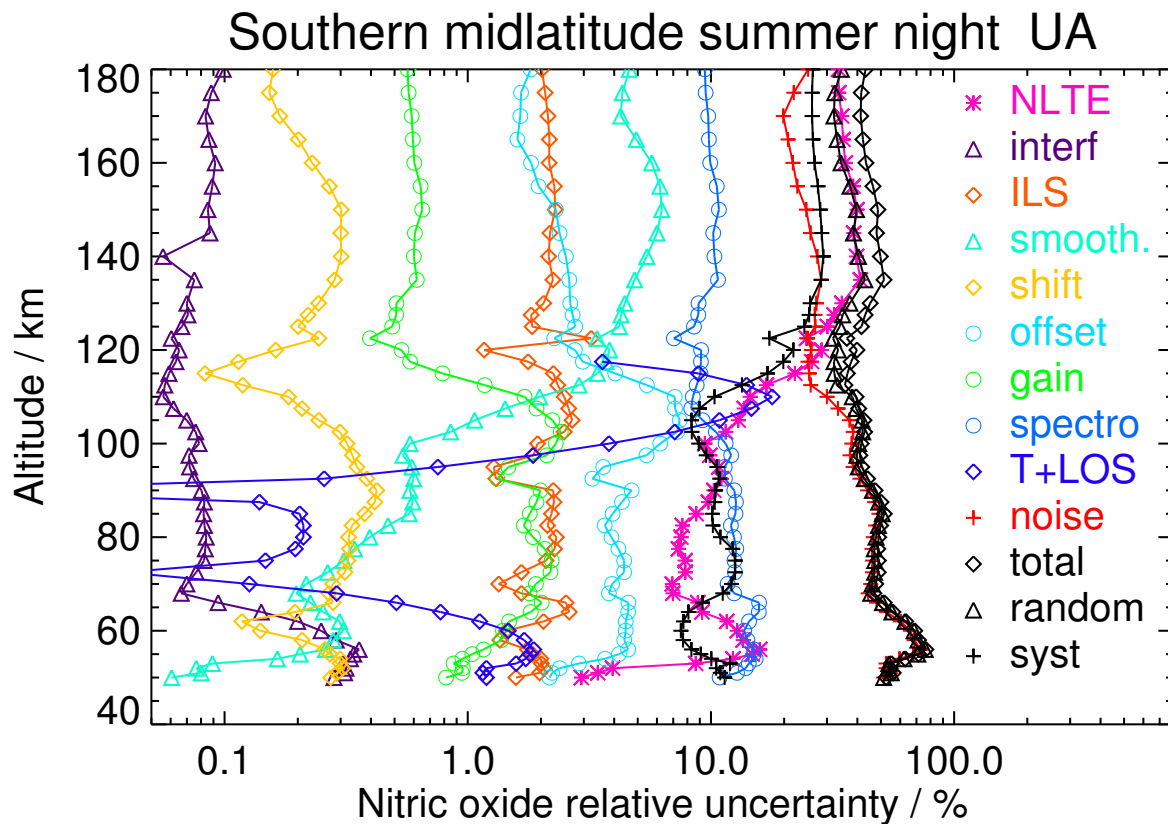 Southern midlatitude summer night UA
180
160
140
120
100
80
60
40
Altitude / km
NLTE
interf
ILS
smooth.
shift
offset
gain
spectro
T+LOS
noise
total
random
syst
0.1 1.0 10.0 100.0
Nitric oxide relative uncertainty / %